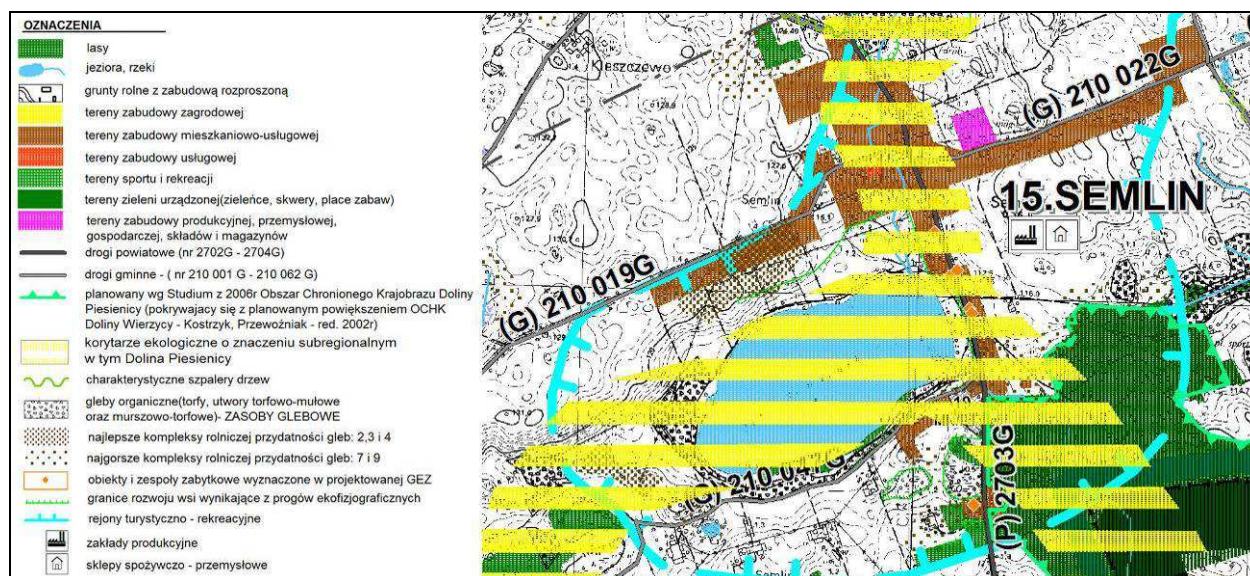 OZNACZENIA
lasy
jeziora, rzeki
grunty rolne z zabudową rozproszoną
tereny zabudowy zagrodowej
tereny zabudowy mieszkaniowo-usługowej
tereny zabudowy usługowej
tereny sportu i rekreacji
tereny zieleni urządzonej(zieleńce, skwery, place zabaw)
tereny zabudowy produkcyjnej, przemysłowej,
gospodarczej, składów i magazynów
drogi powiatowe (nr 2702G - 2704G)
drogi gminne - ( nr 210 001 G - 210 062 G)
planowany wg Studium z 2006r Obszar Chronionego Krajobrazu Doliny
Piesienicy (pokrywajacy się z planowanym powiększeniem OCHK
Doliny Wierzycy - Kostrzyk, Przewoźniak - red. 2002r)
korytarze ekologiczne o znaczeniu subregionalnym
w tym Dolina Piesienicy
charakterystyczne szpalery drzew
gleby organiczne(torfy, utwory torfowo-mułowe
oraz murszowo-torfowe)- ZASOBY GLEBOWE
najlepsze kompleksy rolniczej przydatności gleb: 2,3 i 4
najgorsze kompleksy rolniczej przydatności gleb: 7 i 9
obiekty i zespoły zabytkowe wyznaczone w projektowanej GEZ
granice rozwoju wsi wynikające z progów ekofizjograficznych
rejony turystyczno - rekreacyjne
zakłady produkcyjne
sklepy spożywczo - przemysłowe
Kleszczewo
(G) 210 022G
Semlin
15.SEMLIN
(G) 210 019G
(P) 2703G
Semlin